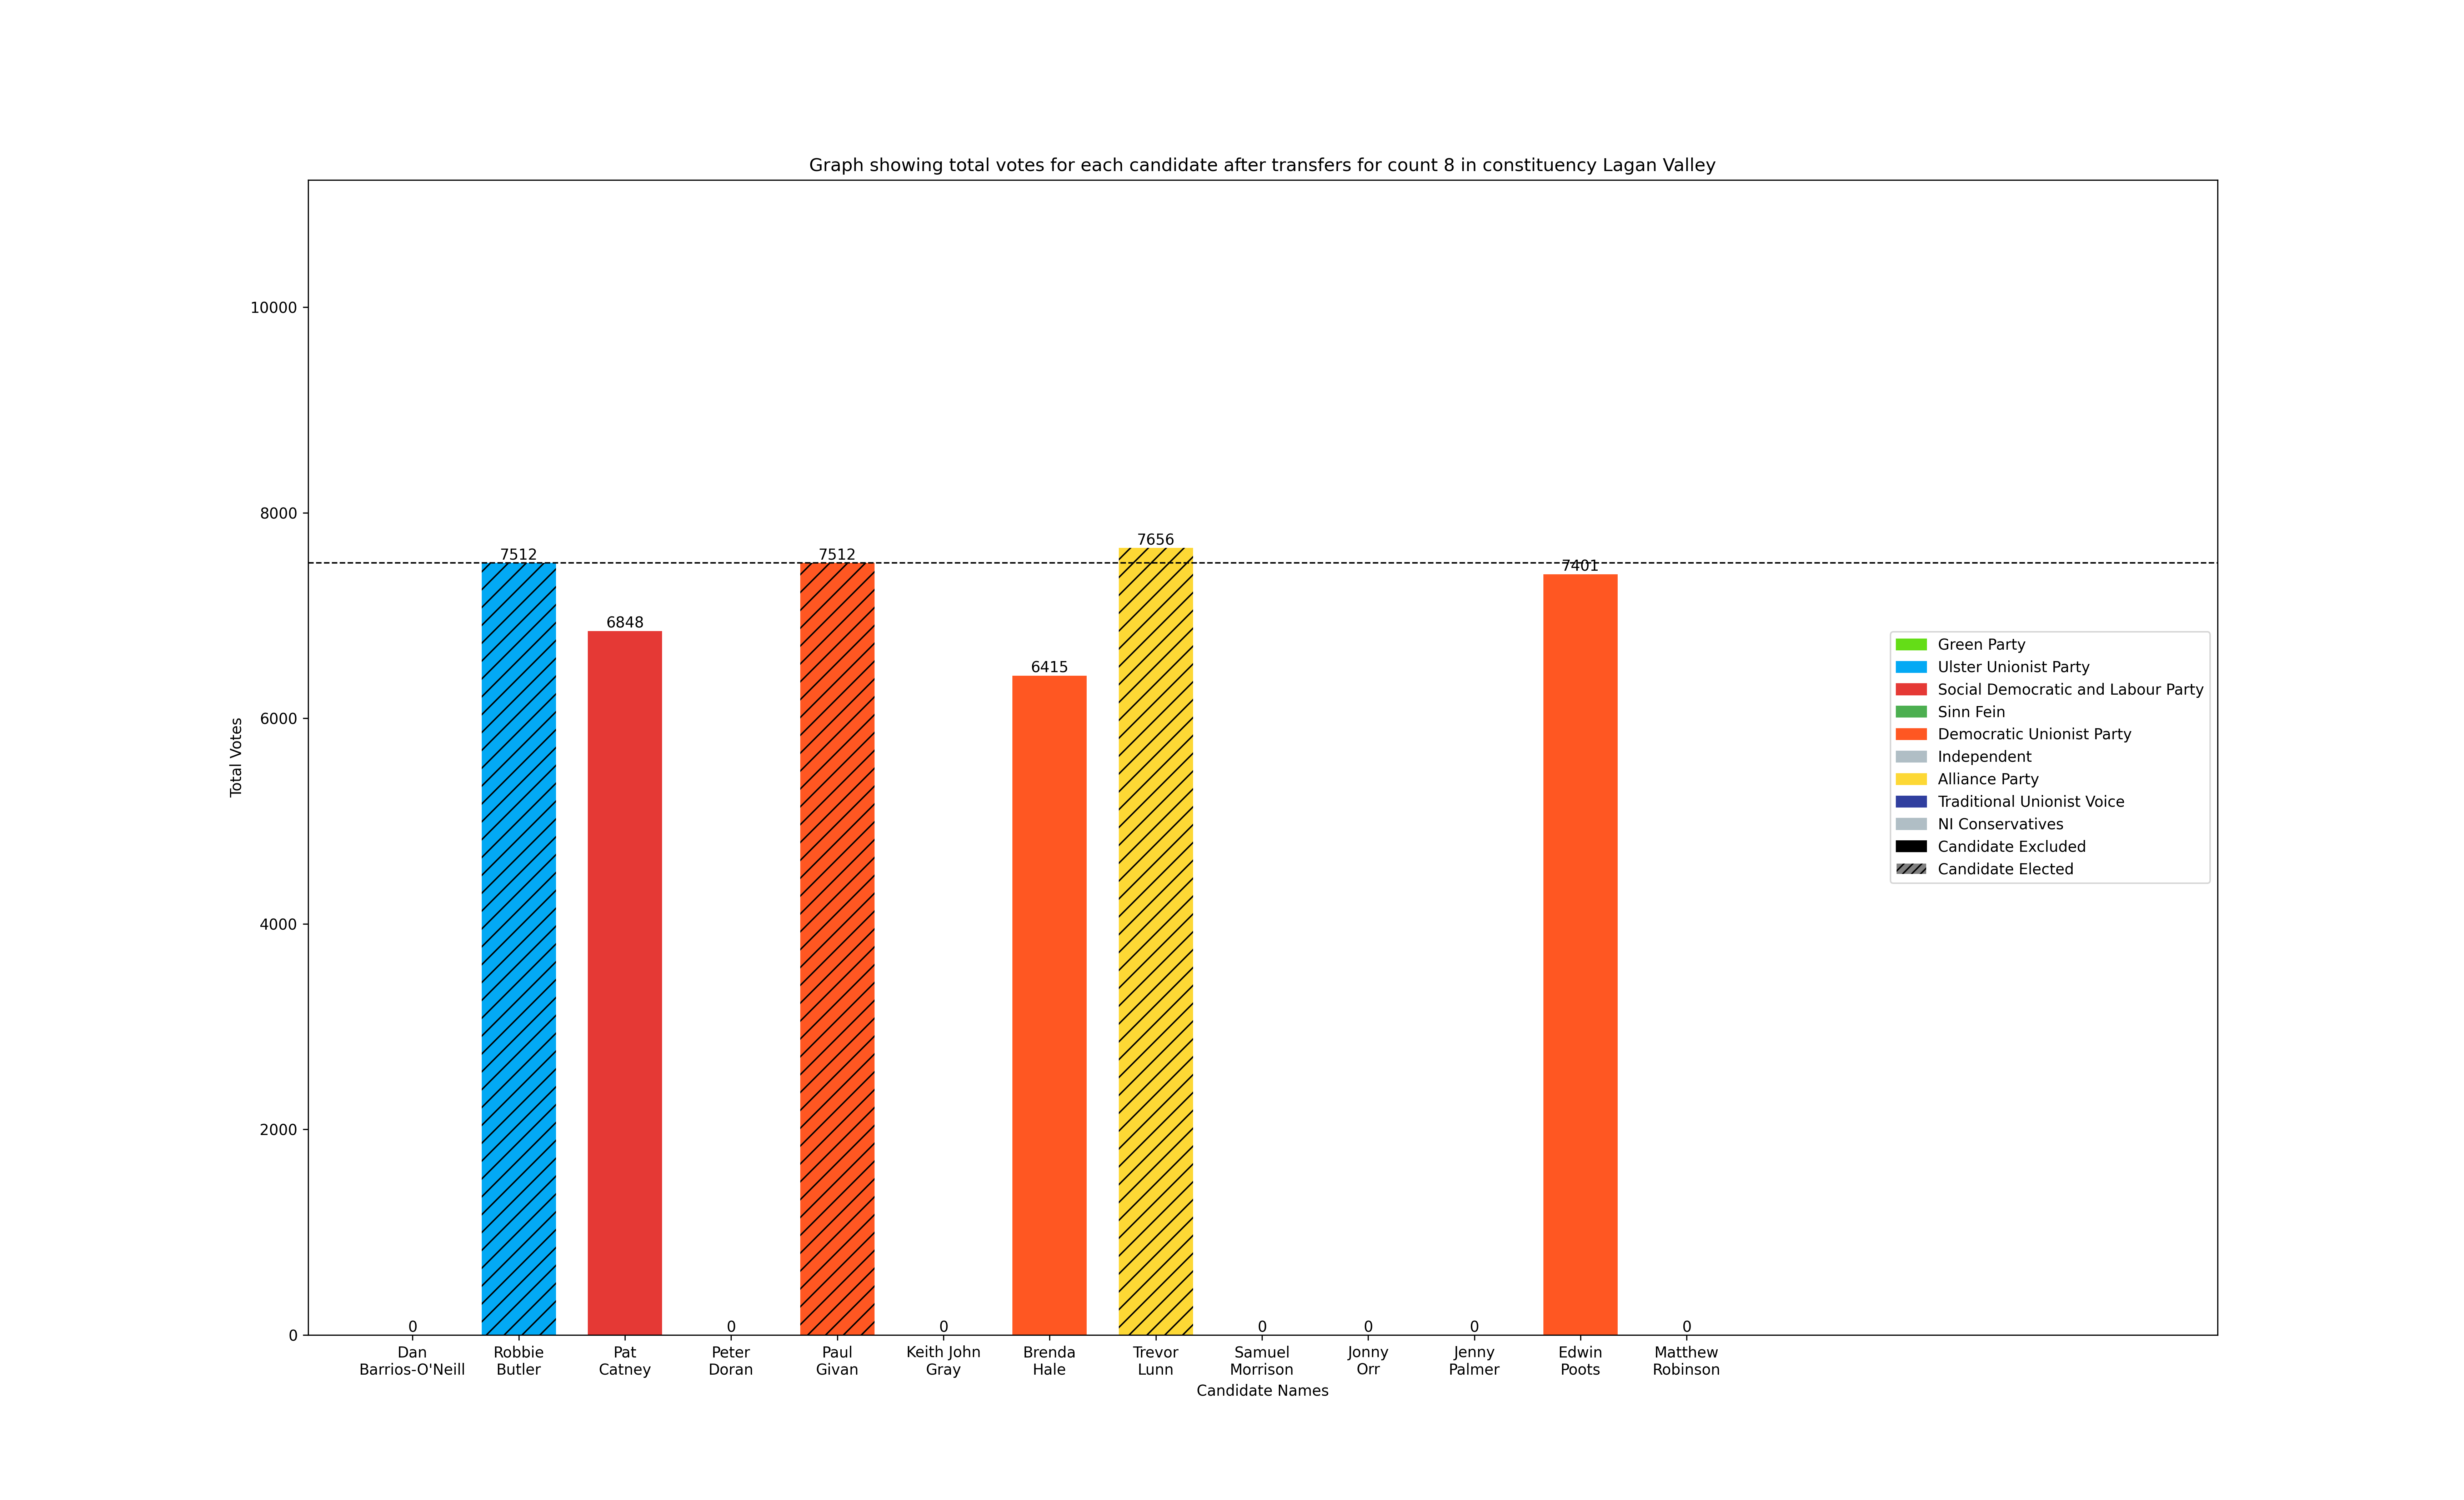 Graph showing total votes for each candidate after transfers for count 8 in constituency Lagan Valley
10000
8000
6000
4000
2000
0
Total Votes
0
7512
6848
0
7512
0
6415
7656
0
0
0
7401
0
Green Party
Ulster Unionist Party
Social Democratic and Labour Party
Sinn Fein
Democratic Unionist Party
Independent
Alliance Party
Traditional Unionist Voice
NI Conservatives
Candidate Excluded
Candidate Elected
Dan
Barrios-O'Neill
Robbie
Butler
Pat
Catney
Peter
Doran
Paul
Givan
Keith John
Gray
Brenda
Hale
Trevor
Lunn
Samuel
Morrison
Jonny
Orr
Jenny
Palmer
Edwin
Poots
Matthew
Robinson
Candidate Names